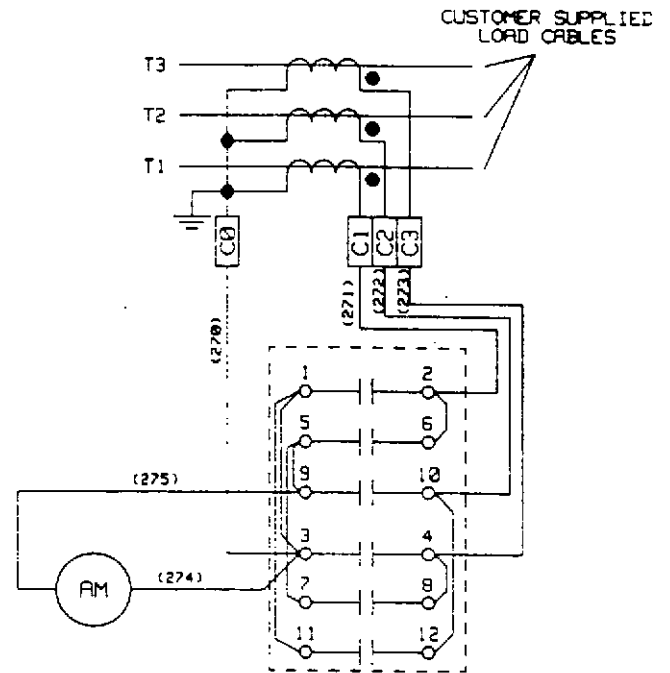 CUSTOMER SUPPLIED
LOAD CABLES
T3
T2
T1
C0
C1
C2
C3
(270)
(271)
(272)
(273)
1
2
5
6
9
10
(275)
3
4
(274)
AM
7
8
11
12